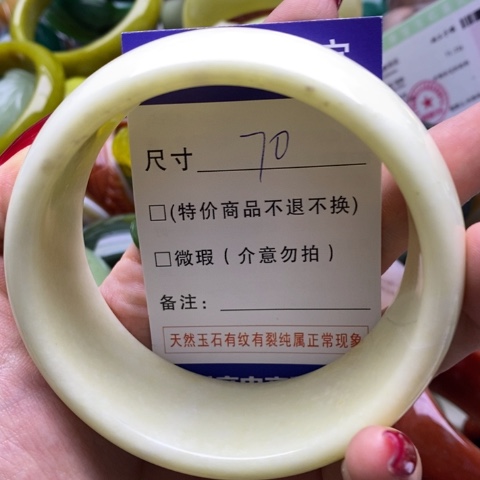 尺寸 70
□(特价商品不退不换)
□微瑕(介意勿拍)
备注:
天然玉石有纹有裂纯属正常现象